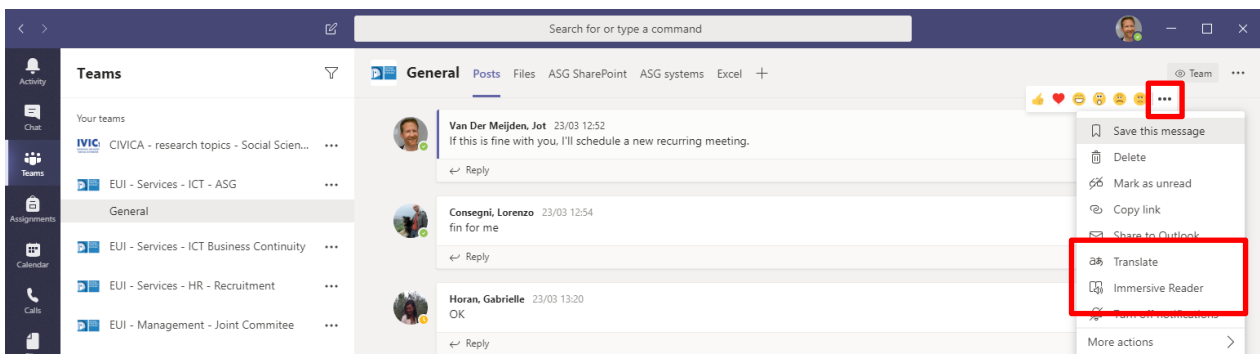 Search for or type a command
Activity
Chat
Teams
Assignments
Calendar
Calls
Teams
Your teams
IVIC
CIVICA - research topics - Social Scien... •••
EUI - Services - ICT - ASG •••
General
EUI - Services - ICT Business Continuity •••
EUI - Services - HR - Recruitment •••
EUI - Management - Joint Commitee •••
General Posts Files ASG SharePoint ASG systems Excel +
Team •••
•••
Van Der Meijden, Jot 23/03 12:52
If this is fine with you, I'll schedule a new recurring meeting.
Reply
Consegni, Lorenzo 23/03 12:54
fin for me
Reply
Horan, Gabrielle 23/03 13:20
OK
Reply
Save this message
Delete
Mark as unread
Copy link
Share to Outlook
Translate
Immersive Reader
Turn off notifications
More actions